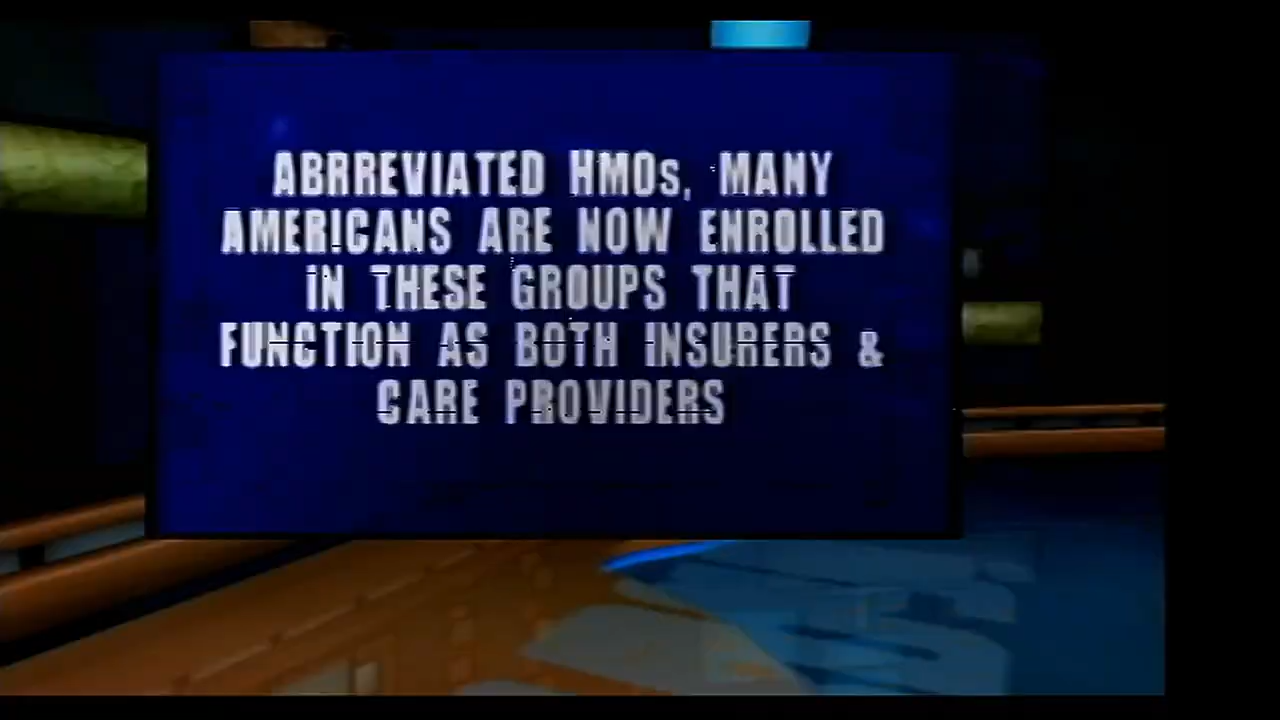 ABRREVIATED HMOs, MANY
AMERICANS ARE NOW ENROLLED
IN THESE GROUPS THAT
FUNCTION AS BOTH INSURERS &
CARE PROVIDERS